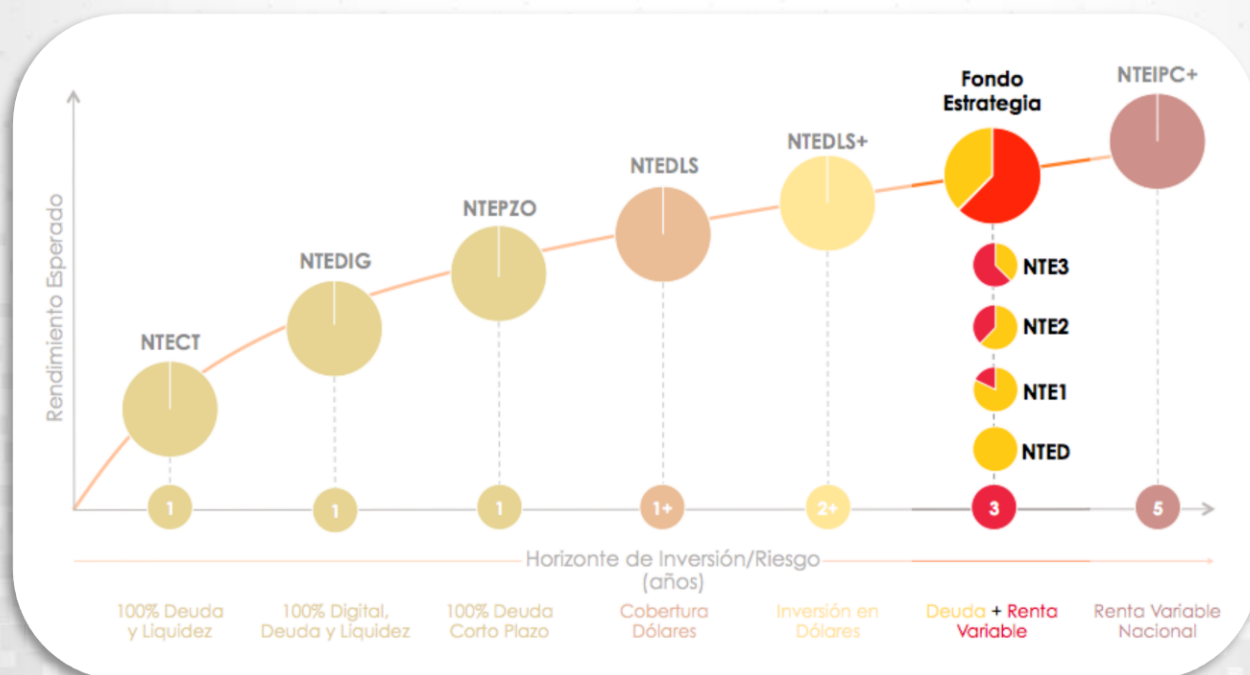 Fondo
Estrategia
NTEIPC+
NTEDLS+
NTEDLS
NTEPZO
NTEDIG
NTECT
Rendimiento Esperado
NTE3
NTE2
NTE1
NTED
1
1
1
1+
2+
3
5
Horizonte de Inversión/Riesgo
(años)
100% Deuda
y Liquidez
100% Digital,
Deuda y Liquidez
100% Deuda
Corto Plazo
Cobertura
Dólares
Inversión en
Dólares
Deuda + Renta
Variable
Renta Variable
Nacional